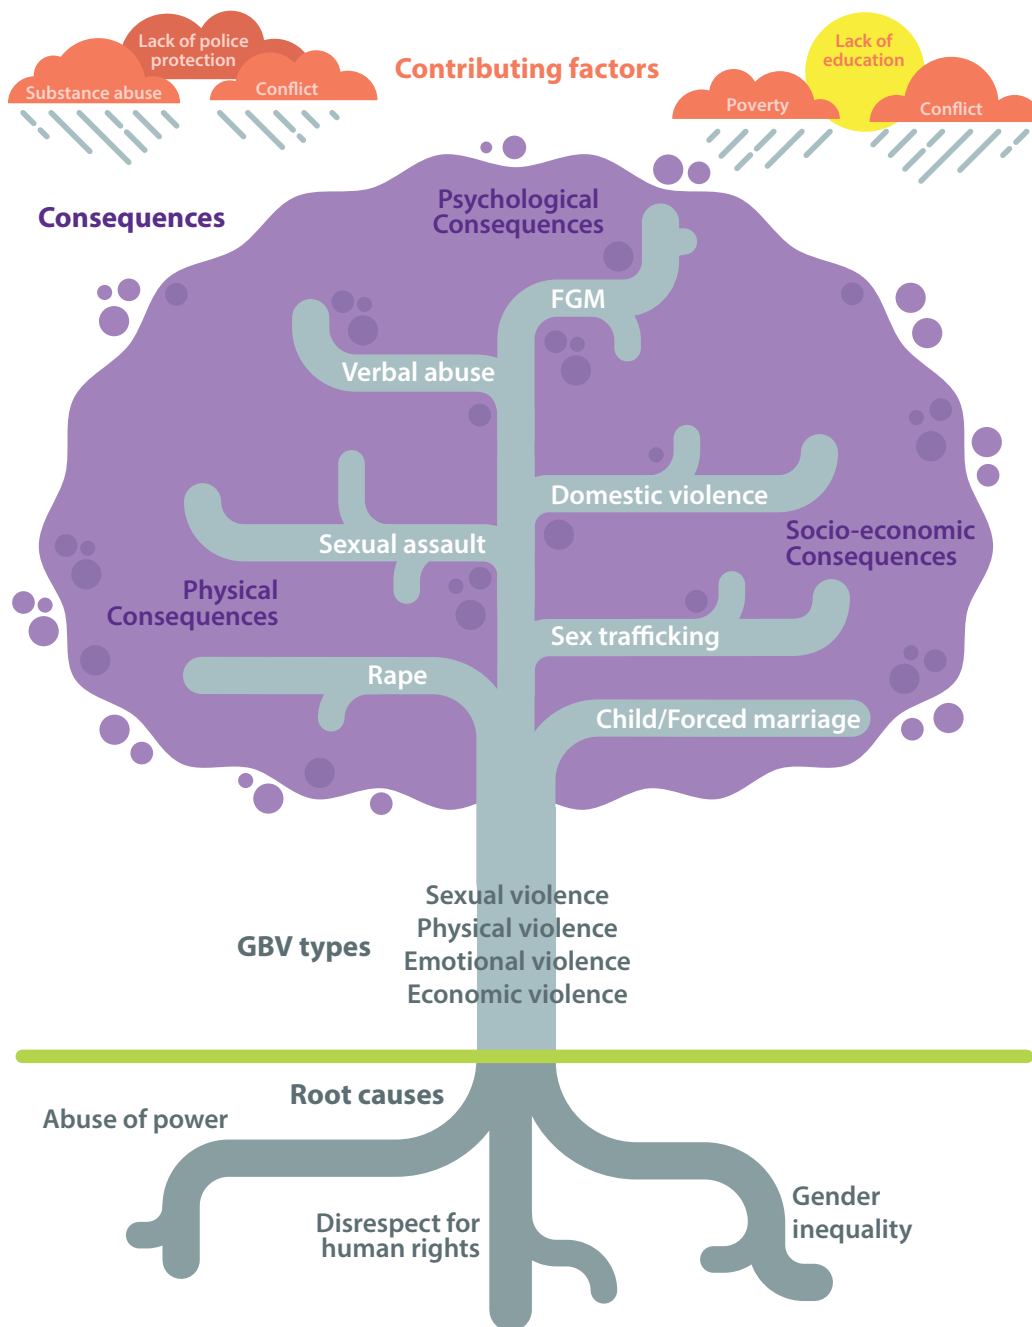 Lack of police
protection
Substance abuse
Conflict
Contributing factors
Lack of
education
Poverty
Conflict
Consequences
Psychological
Consequences
FGM
Verbal abuse
Domestic violence
Sexual assault
Socio-economic
Consequences
Physical
Consequences
Sex trafficking
Rape
Child/Forced marriage
GBV types
Sexual violence
Physical violence
Emotional violence
Economic violence
Root causes
Abuse of power
Disrespect for
human rights
Gender
inequality